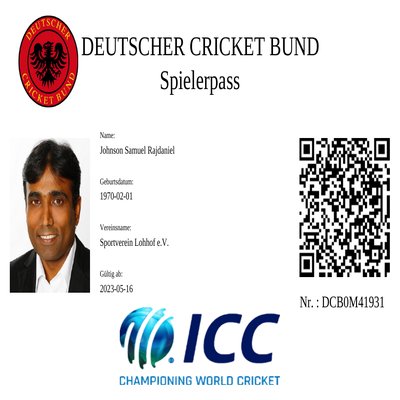 DEUTSCHER
CRICKET BUND
DEUTSCHER CRICKET BUND
Spielerpass
Name:
Johnson Samuel Rajdaniel
Geburtsdatum:
1970-02-01
Vereinsname:
Sportverein Lohhof e.V.
Gültig ab:
2023-05-16
Nr. : DCB0M41931
ICC
CHAMPIONING WORLD CRICKET